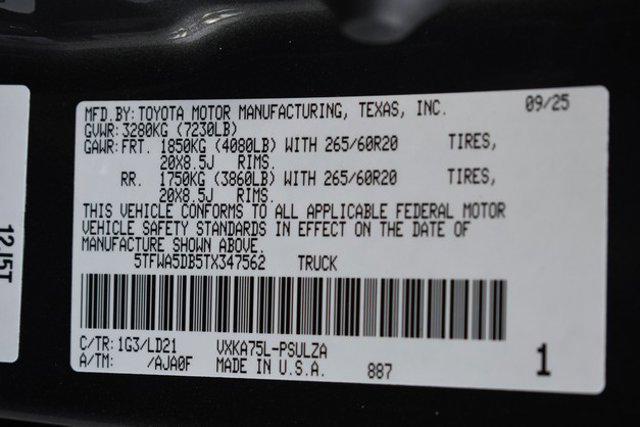 MFD.BY: TOYOTA MOTOR MANUFACTURING, TEXAS, INC. 09/25
GVWR: 3280KG (7230LB)
GAWR: FRT. 1850KG (4080LB) WITH 265/60R20 TIRES,
20X8.5J RIMS.
RR. 1750KG (3860LB) WITH 265/60R20 TIRES,
20X8.5J RIMS.
THIS VEHICLE CONFORMS TO ALL APPLICABLE FEDERAL MOTOR
VEHICLE SAFETY STANDARDS IN EFFECT ON THE DATE OF
MANUFACTURE SHOWN ABOVE.
5TFWA5DB5TX347562 TRUCK
C/TR: 1G3/LD21 VXKA75L-PSULZA
A/TM: /AJA0F MADE IN U.S.A. 887 1
12J5T